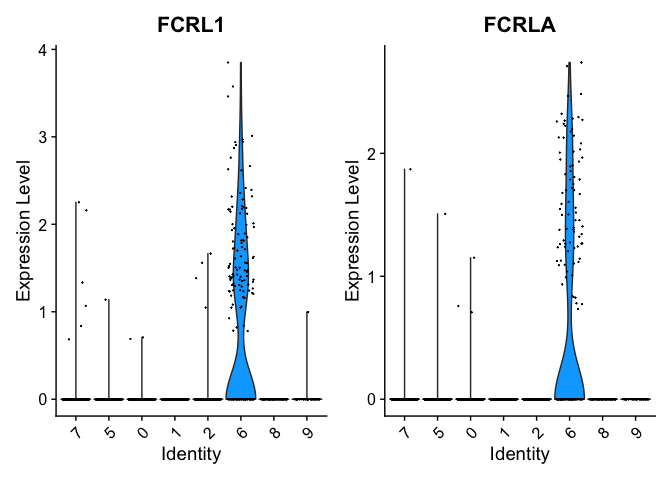 FCRL1
Expression Level
4
3
2
1
0
7 5 0 1 2 6 8 9
Identity
FCRLA
Expression Level
2
1
0
7 5 0 1 2 6 8 9
Identity